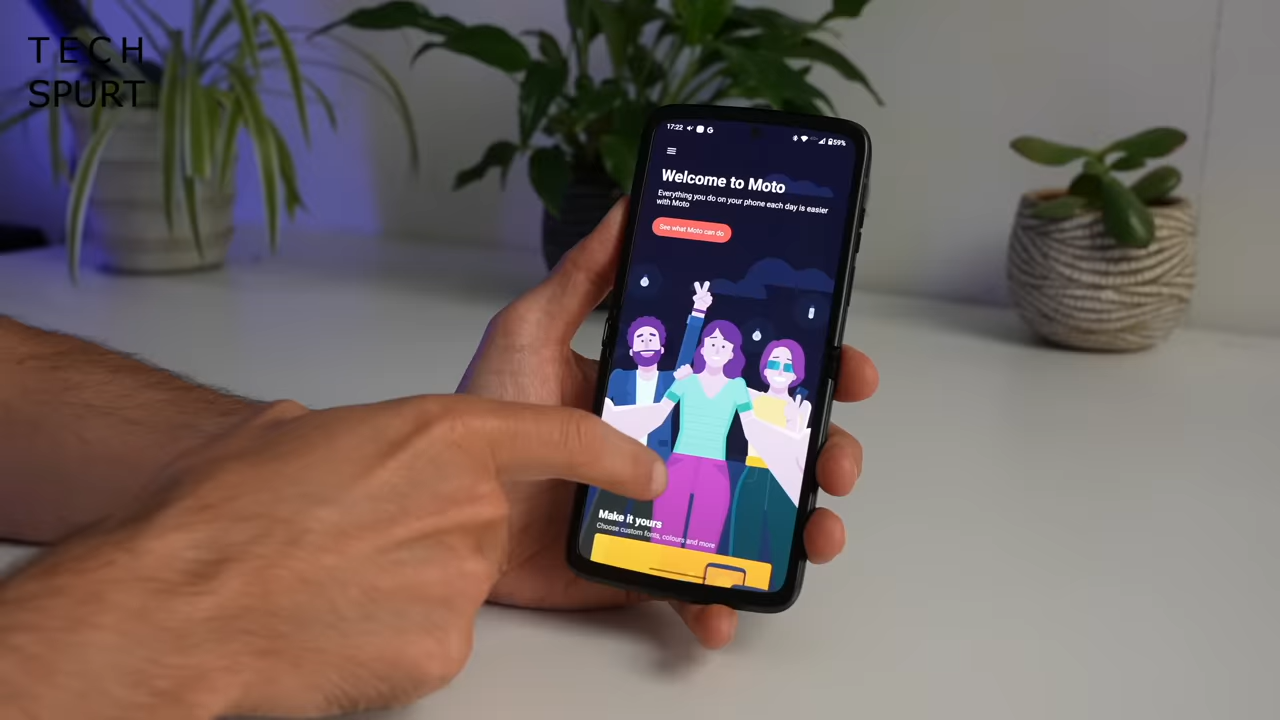 TECH
SPURT
17:22
59%
Welcome to Moto
Everything you do on your phone each day is easier
with Moto
See what Moto can do
Make it yours
Choose custom fonts, colours and more